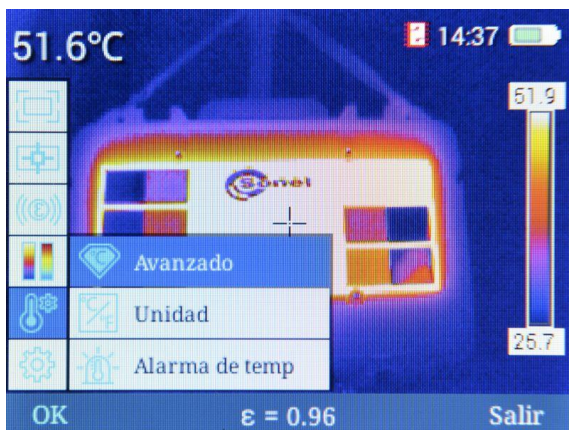 51.6°C
14:37
51.9
Sonel
Avanzado
°C
°F
Unidad
Alarma de temp
25.7
OK
ε = 0.96
Salir